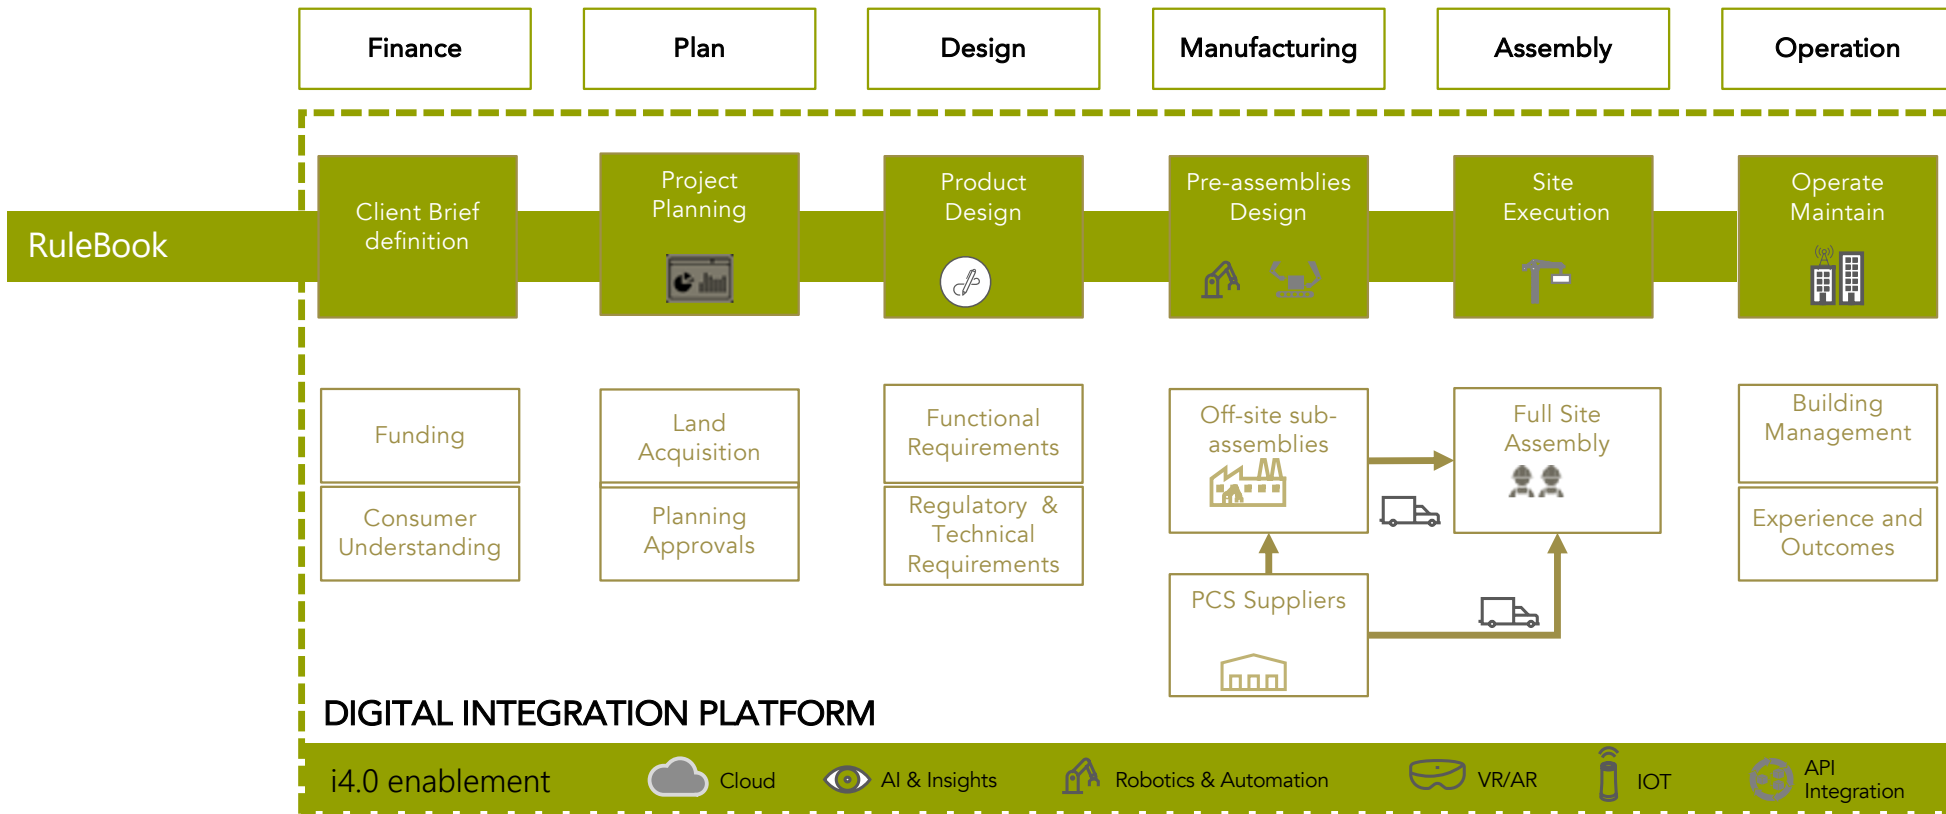 Finance
Plan
Design
Manufacturing
Assembly
Operation
RuleBook
Client Brief
definition
Project
Planning
Product
Design
Pre-assemblies
Design
Site
Execution
Operate
Maintain
Funding
Consumer
Understanding
Land
Acquisition
Planning
Approvals
Functional
Requirements
Regulatory &
Technical
Requirements
Off-site sub-
assemblies
PCS Suppliers
Full Site
Assembly
Building
Management
Experience and
Outcomes
DIGITAL INTEGRATION PLATFORM
i4.0 enablement
Cloud
AI & Insights
Robotics & Automation
VR/AR
IOT
API
Integration